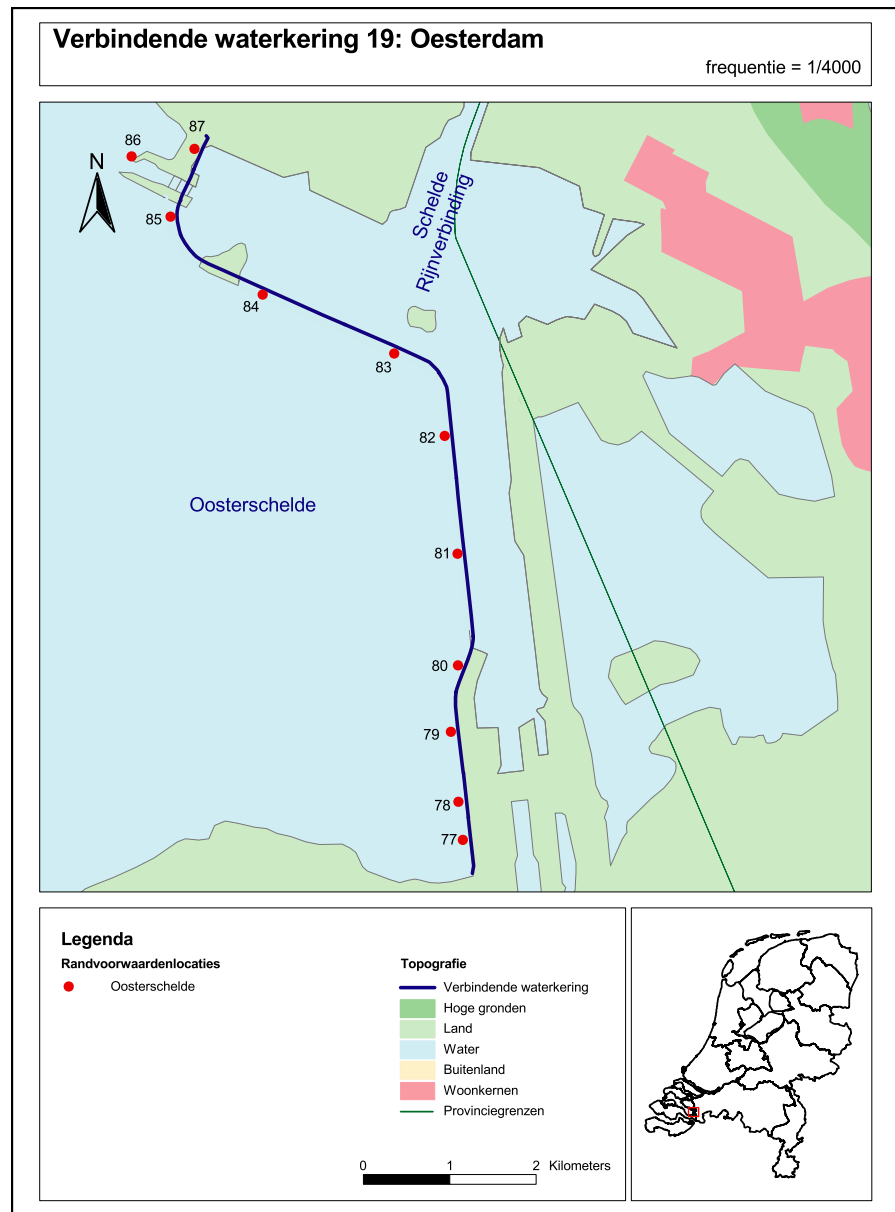 Verbindende waterkering 19: Oesterdam
frequentie = 1/4000
87
86
N
85
Schelde
Rijnverbinding
84
83
82
Oosterschelde
81
80
79
78
77
Legenda
Randvoorwaardenlocaties
Oosterschelde
Topografie
Verbindende waterkering
Hoge gronden
Land
Water
Buitenland
Woonkernen
Provinciegrenzen
0 1 2 Kilometers